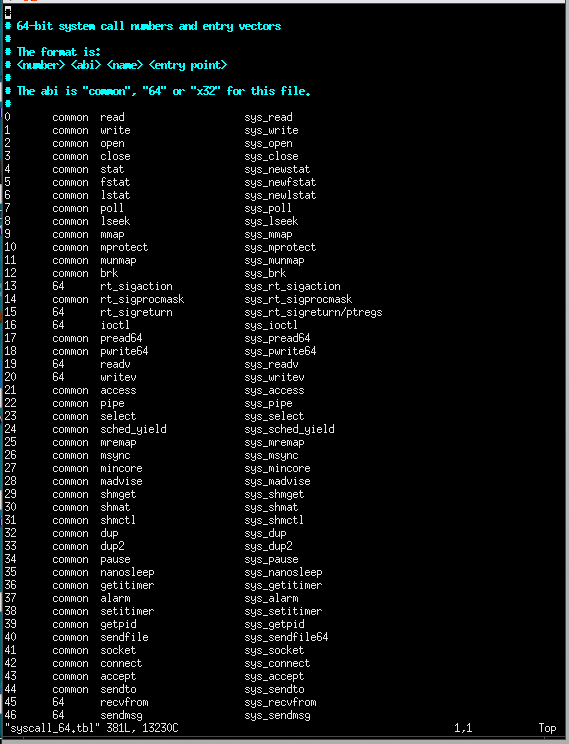 #
# 64-bit system call numbers and entry vectors
#
# The format is:
# <number> <abi> <name> <entry point>
#
# The abi is "common", "64" or "x32" for this file.
#
0 common read sys_read
1 common write sys_write
2 common open sys_open
3 common close sys_close
4 common stat sys_newstat
5 common fstat sys_newfstat
6 common lstat sys_newlstat
7 common poll sys_poll
8 common lseek sys_lseek
9 common mmap sys_mmap
10 common mprotect sys_mprotect
11 common munmap sys_munmap
12 common brk sys_brk
13 64 rt_sigaction sys_rt_sigaction
14 common rt_sigprocmask sys_rt_sigprocmask
15 64 rt_sigreturn sys_rt_sigreturn/ptregs
16 64 ioctl sys_ioctl
17 common pread64 sys_pread64
18 common pwrite64 sys_pwrite64
19 64 readv sys_readv
20 64 writev sys_writev
21 common access sys_access
22 common pipe sys_pipe
23 common select sys_select
24 common sched_yield sys_sched_yield
25 common mremap sys_mremap
26 common msync sys_msync
27 common mincore sys_mincore
28 common madvise sys_madvise
29 common shmget sys_shmget
30 common shmat sys_shmat
31 common shmctl sys_shmctl
32 common dup sys_dup
33 common dup2 sys_dup2
34 common pause sys_pause
35 common nanosleep sys_nanosleep
36 common getitimer sys_getitimer
37 common alarm sys_alarm
38 common setitimer sys_setitimer
39 common getpid sys_getpid
40 common sendfile sys_sendfile64
41 common socket sys_socket
42 common connect sys_connect
43 common accept sys_accept
44 common sendto sys_sendto
45 64 recvfrom sys_recvfrom
46 64 sendmsg sys_sendmsg
"syscall_64.tbl" 381L, 13230C 1,1 Top